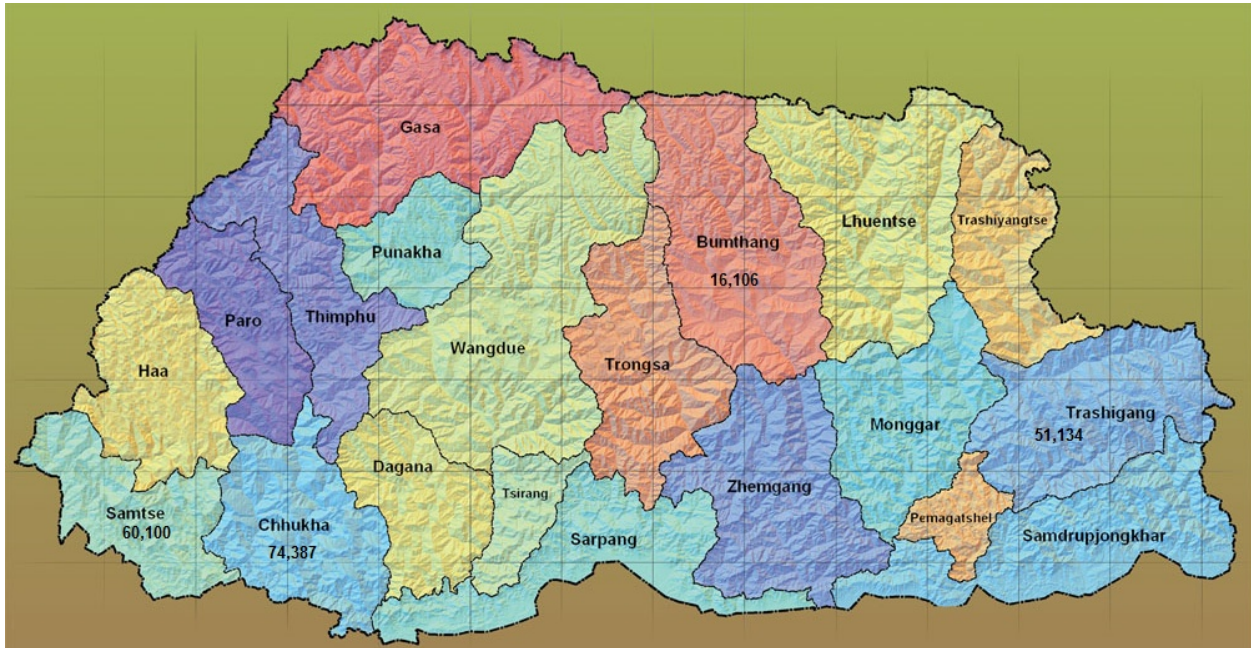 Gasa
Punakha
Lhuentse
Trashiyangtse
Bumthang
16,106
Paro
Thimphu
Wangdue
Trongsa
Haa
Trashigang
51,134
Monggar
Dagana
Zhemgang
Tsirang
Samtse
60,100
Chhukha
74,387
Sarpang
Pemagatshel
Samdrupjongkhar